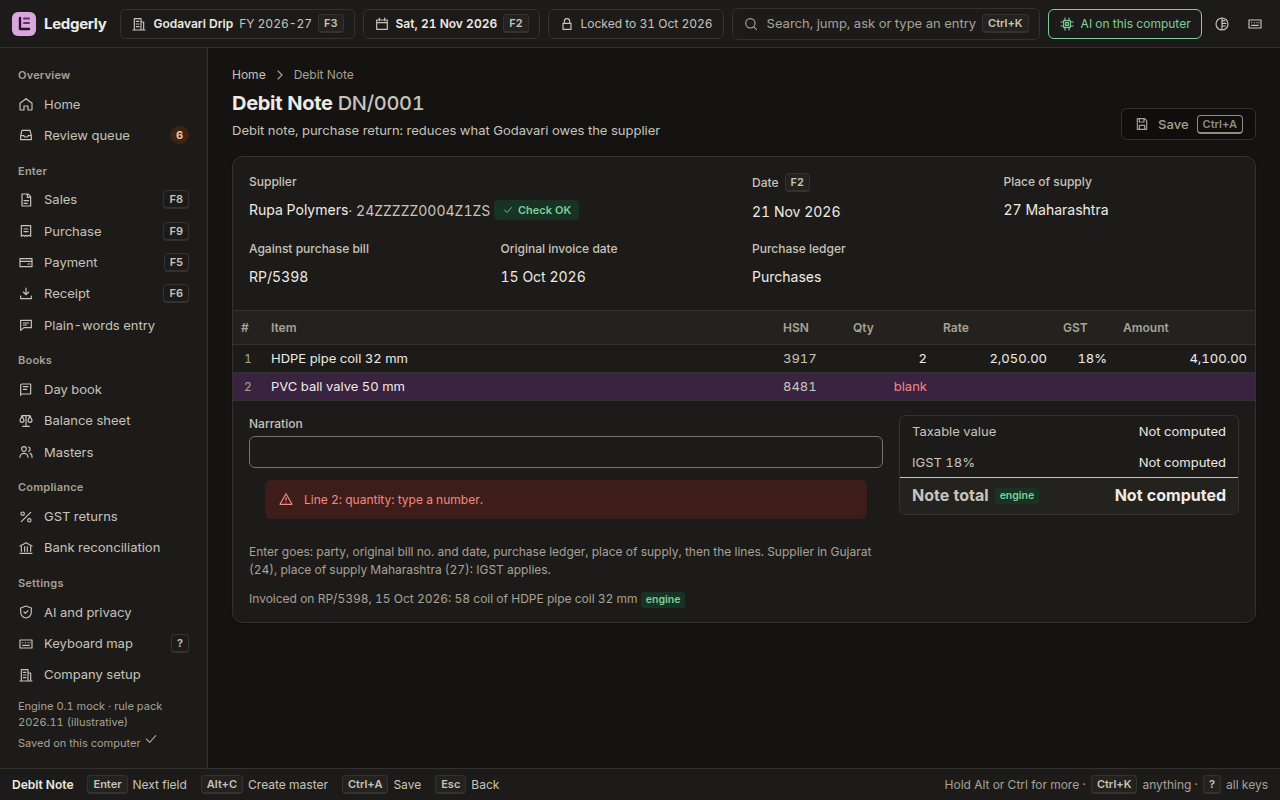 Ledgerly
Godavari Drip FY 2026-27 F3
Sat, 21 Nov 2026 F2
Locked to 31 Oct 2026
Search, jump, ask or type an entry Ctrl+K
AI on this computer
Overview
Home
Review queue 6
Enter
Sales F8
Purchase F9
Payment F5
Receipt F6
Plain-words entry
Books
Day book
Balance sheet
Masters
Compliance
GST returns
Bank reconciliation
Settings
AI and privacy
Keyboard map ?
Company setup
Engine 0.1 mock · rule pack
2026.11 (illustrative)
Saved on this computer
Home > Debit Note
Debit Note DN/0001
Debit note, purchase return: reduces what Godavari owes the supplier
Save Ctrl+A
Supplier
Rupa Polymers· 24ZZZZZ0004Z1ZS Check OK
Date F2
21 Nov 2026
Place of supply
27 Maharashtra
Against purchase bill
RP/5398
Original invoice date
15 Oct 2026
Purchase ledger
Purchases
# Item HSN Qty Rate GST Amount
1 HDPE pipe coil 32 mm 3917 2 2,050.00 18% 4,100.00
2 PVC ball valve 50 mm 8481 blank
Narration
Line 2: quantity: type a number.
Taxable value Not computed
IGST 18% Not computed
Note total engine Not computed
Enter goes: party, original bill no. and date, purchase ledger, place of supply, then the lines. Supplier in Gujarat
(24), place of supply Maharashtra (27): IGST applies.
Invoiced on RP/5398, 15 Oct 2026: 58 coil of HDPE pipe coil 32 mm engine
Debit Note Enter Next field Alt+C Create master Ctrl+A Save Esc Back
Hold Alt or Ctrl for more · Ctrl+K anything · ? all keys